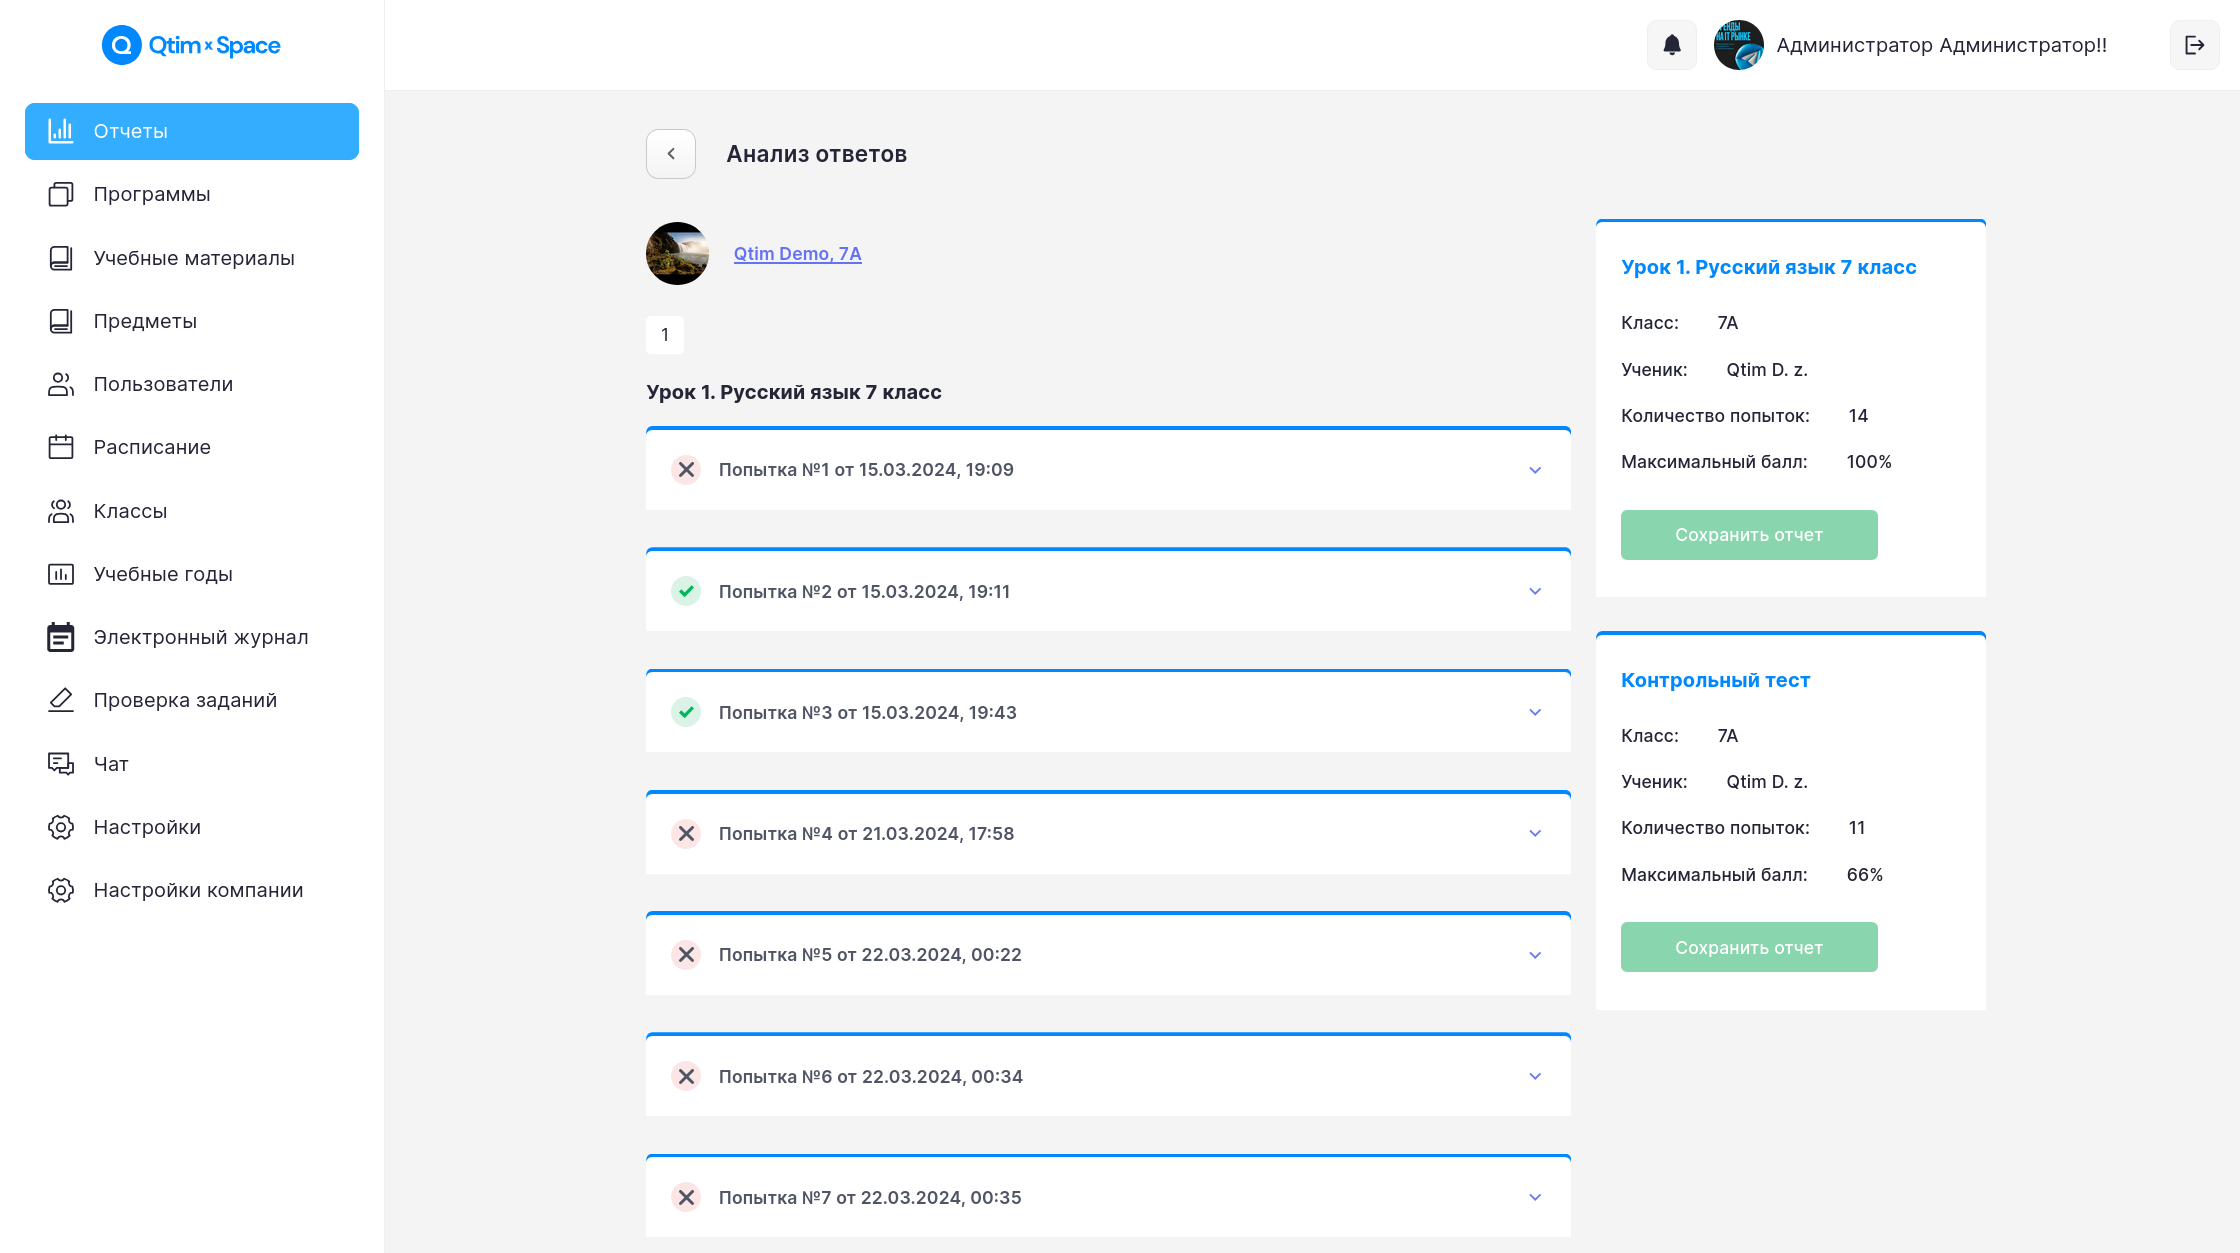 Qtim × Space
Администратор Администратор!!
Отчеты
Программы
Учебные материалы
Предметы
Пользователи
Расписание
Классы
Учебные годы
Электронный журнал
Проверка заданий
Чат
Настройки
Настройки компании
Анализ ответов
Qtim Demo, 7А
1
Урок 1. Русский язык 7 класс
Попытка №1 от 15.03.2024, 19:09
Попытка №2 от 15.03.2024, 19:11
Попытка №3 от 15.03.2024, 19:43
Попытка №4 от 21.03.2024, 17:58
Попытка №5 от 22.03.2024, 00:22
Попытка №6 от 22.03.2024, 00:34
Попытка №7 от 22.03.2024, 00:35
Урок 1. Русский язык 7 класс
Класс: 7А
Ученик: Qtim D. z.
Количество попыток: 14
Максимальный балл: 100%
Сохранить отчет
Контрольный тест
Класс: 7А
Ученик: Qtim D. z.
Количество попыток: 11
Максимальный балл: 66%
Сохранить отчет